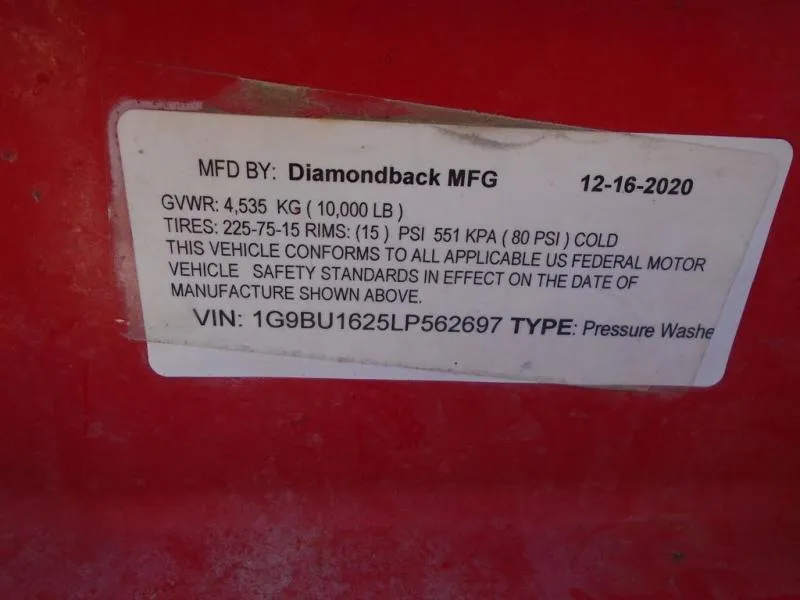 MFD BY: Diamondback MFG 12-16-2020
GVWR: 4,535 KG ( 10,000 LB )
TIRES: 225-75-15 RIMS: (15 ) PSI 551 KPA ( 80 PSI ) COLD
THIS VEHICLE CONFORMS TO ALL APPLICABLE US FEDERAL MOTOR
VEHICLE SAFETY STANDARDS IN EFFECT ON THE DATE OF
MANUFACTURE SHOWN ABOVE.
VIN: 1G9BU1625LP562697 TYPE: Pressure Washe